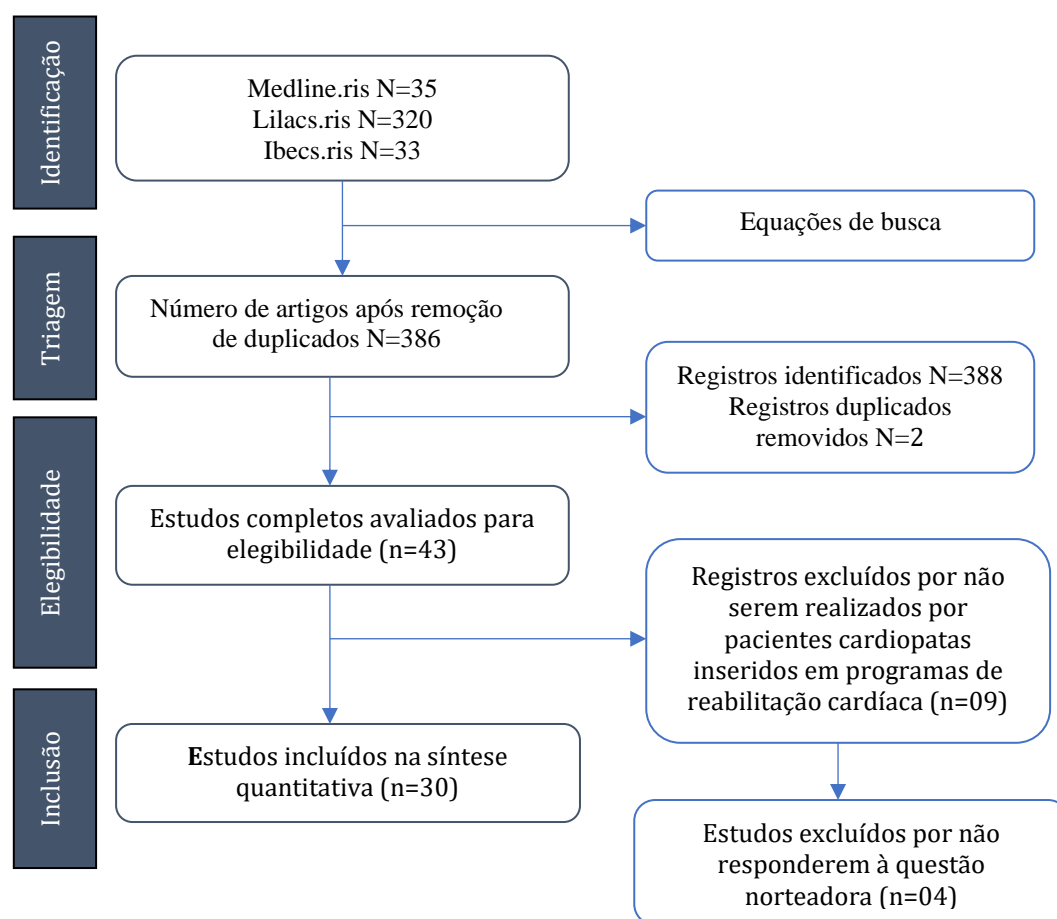 Identificação
Medline.ris N=35
Lilacs.ris N=320
Ibecs.ris N=33
Equações de busca
Triagem
Número de artigos após remoção
de duplicados N=386
Registros identificados N=388
Registros duplicados
removidos N=2
Elegibilidade
Estudos completos avaliados para
elegibilidade (n=43)
Registros excluídos por não
serem realizados por
pacientes cardiopatas
inseridos em programas de
reabilitação cardíaca (n=09)
Inclusão
Estudos incluídos na síntese
quantitativa (n=30)
Estudos excluídos por não
responderem à questão
norteadora (n=04)